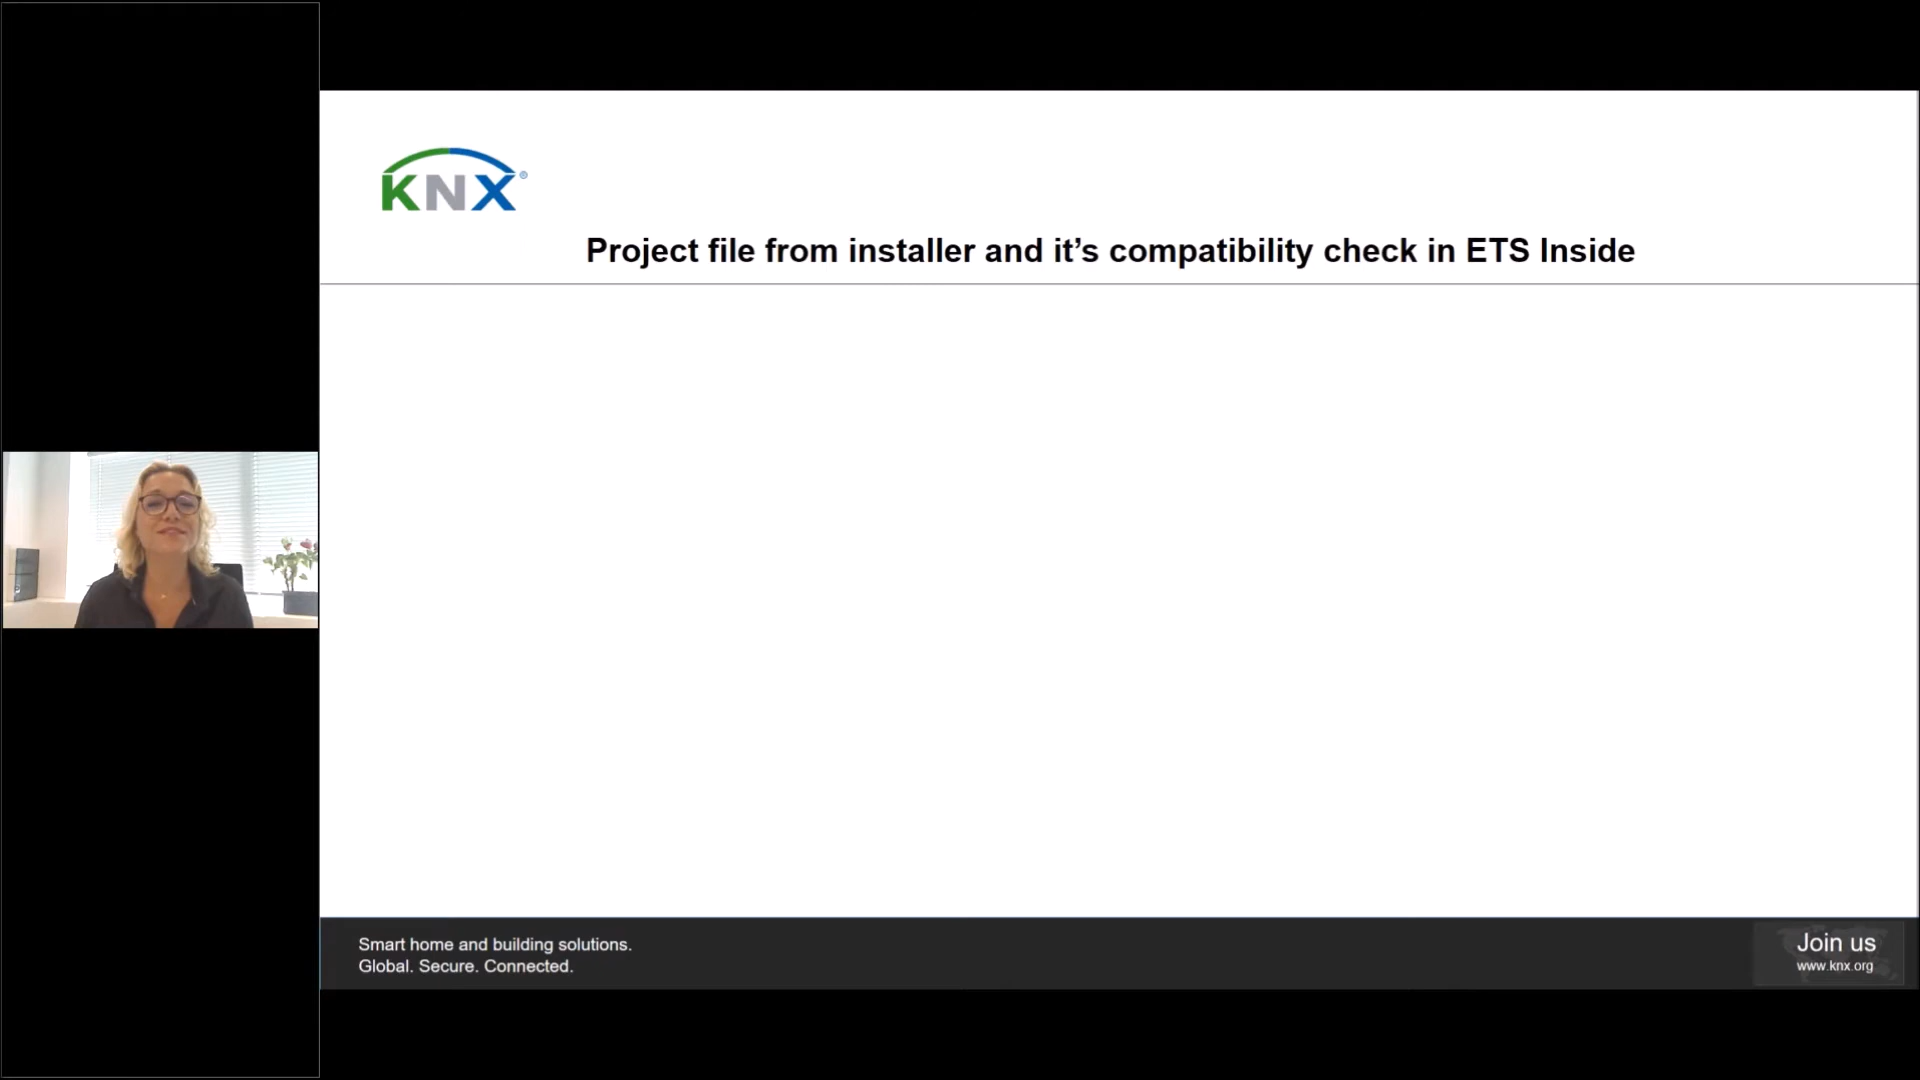 KNX®
Project file from installer and it’s compatibility check in ETS Inside
Smart home and building solutions.
Global. Secure. Connected.
Join us
www.knx.org